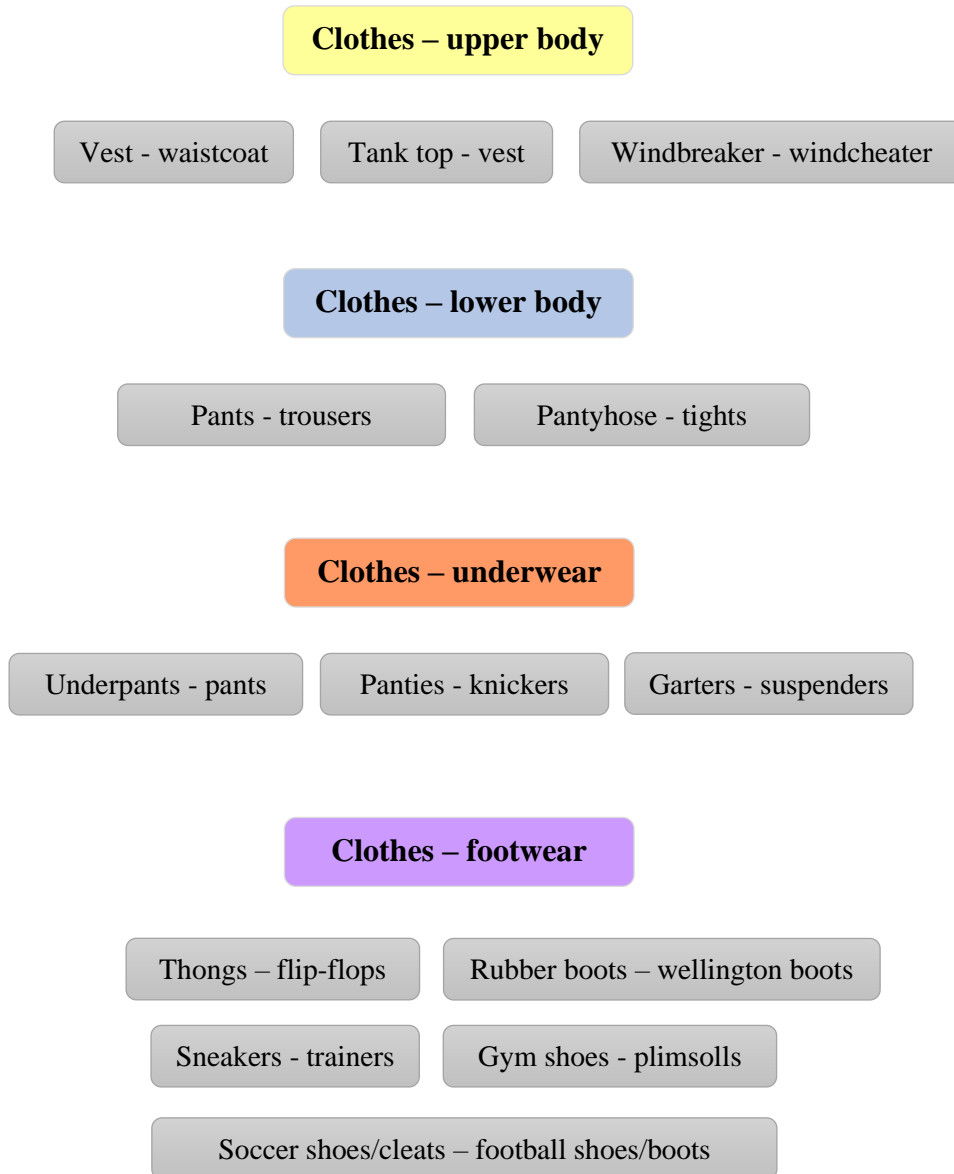 Clothes – upper body
Vest - waistcoat
Tank top - vest
Windbreaker - windcheater
Clothes – lower body
Pants - trousers
Pantyhose - tights
Clothes – underwear
Underpants - pants
Panties - knickers
Garters - suspenders
Clothes – footwear
Thongs – flip-flops
Rubber boots – wellington boots
Sneakers - trainers
Gym shoes - plimsolls
Soccer shoes/cleats – football shoes/boots